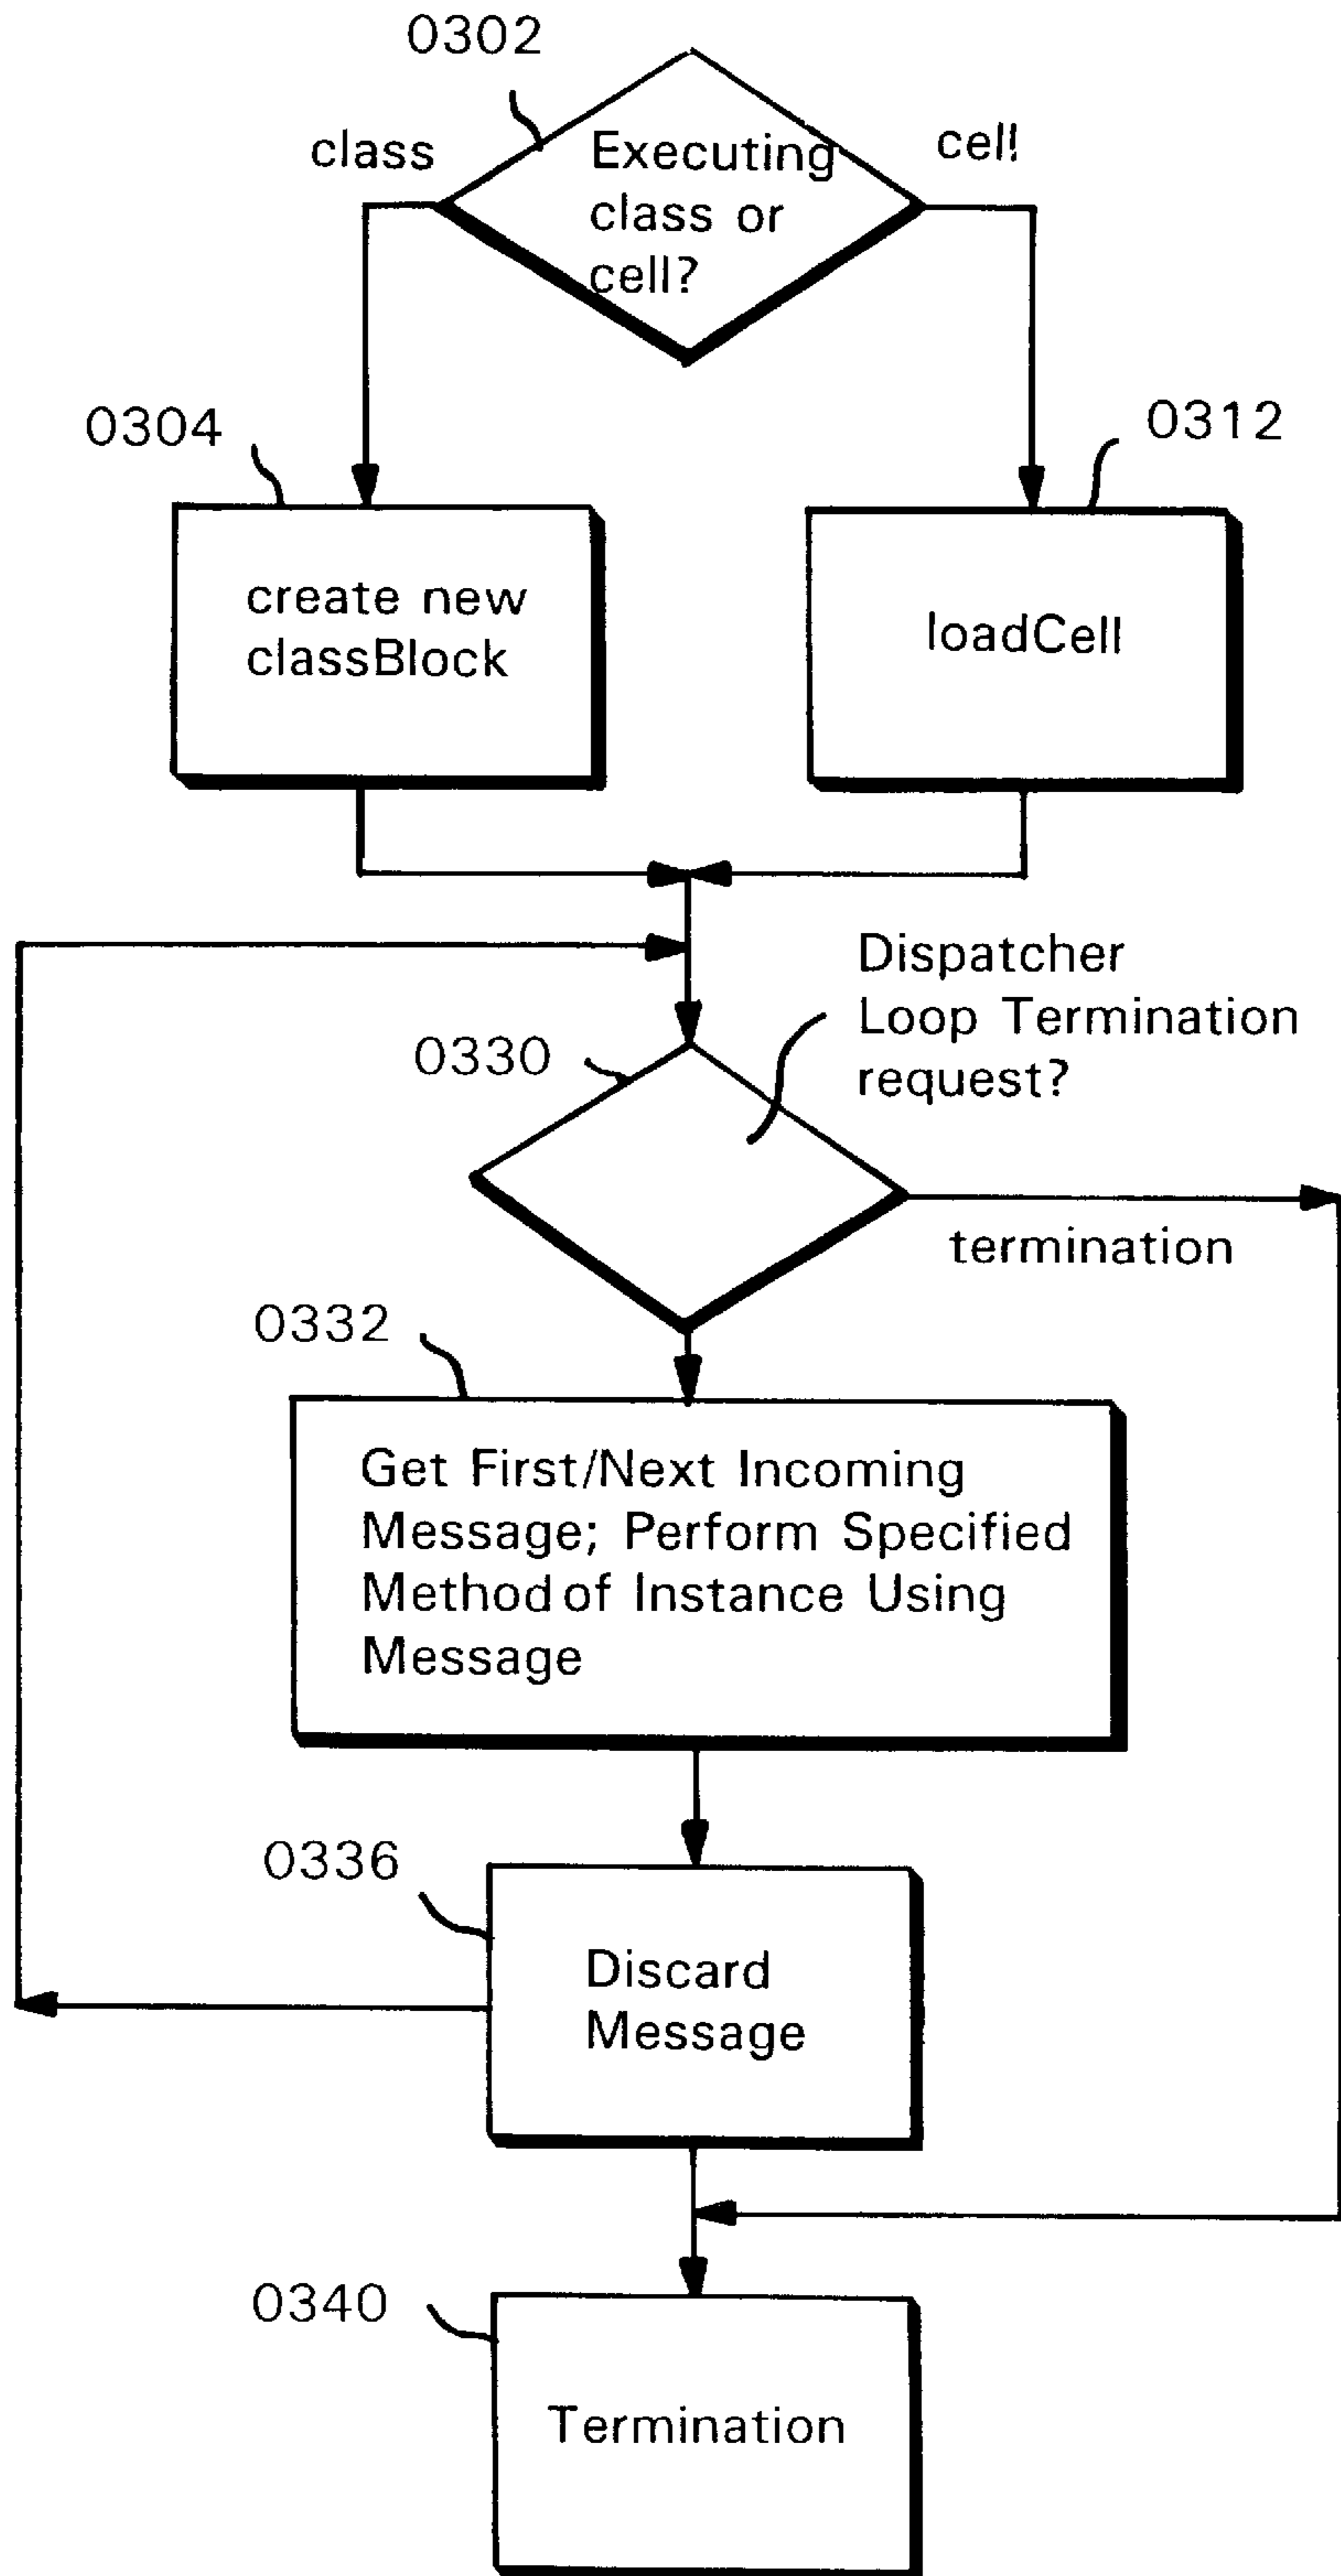 0302
class
Executing
class or
cell?
cell
0304
0312
create new
classBlock
loadCell
Dispatcher
Loop Termination
request?
0330
termination
0332
Get First/Next Incoming
Message; Perform Specified
Method of Instance Using
Message
0336
Discard
Message
0340
Termination